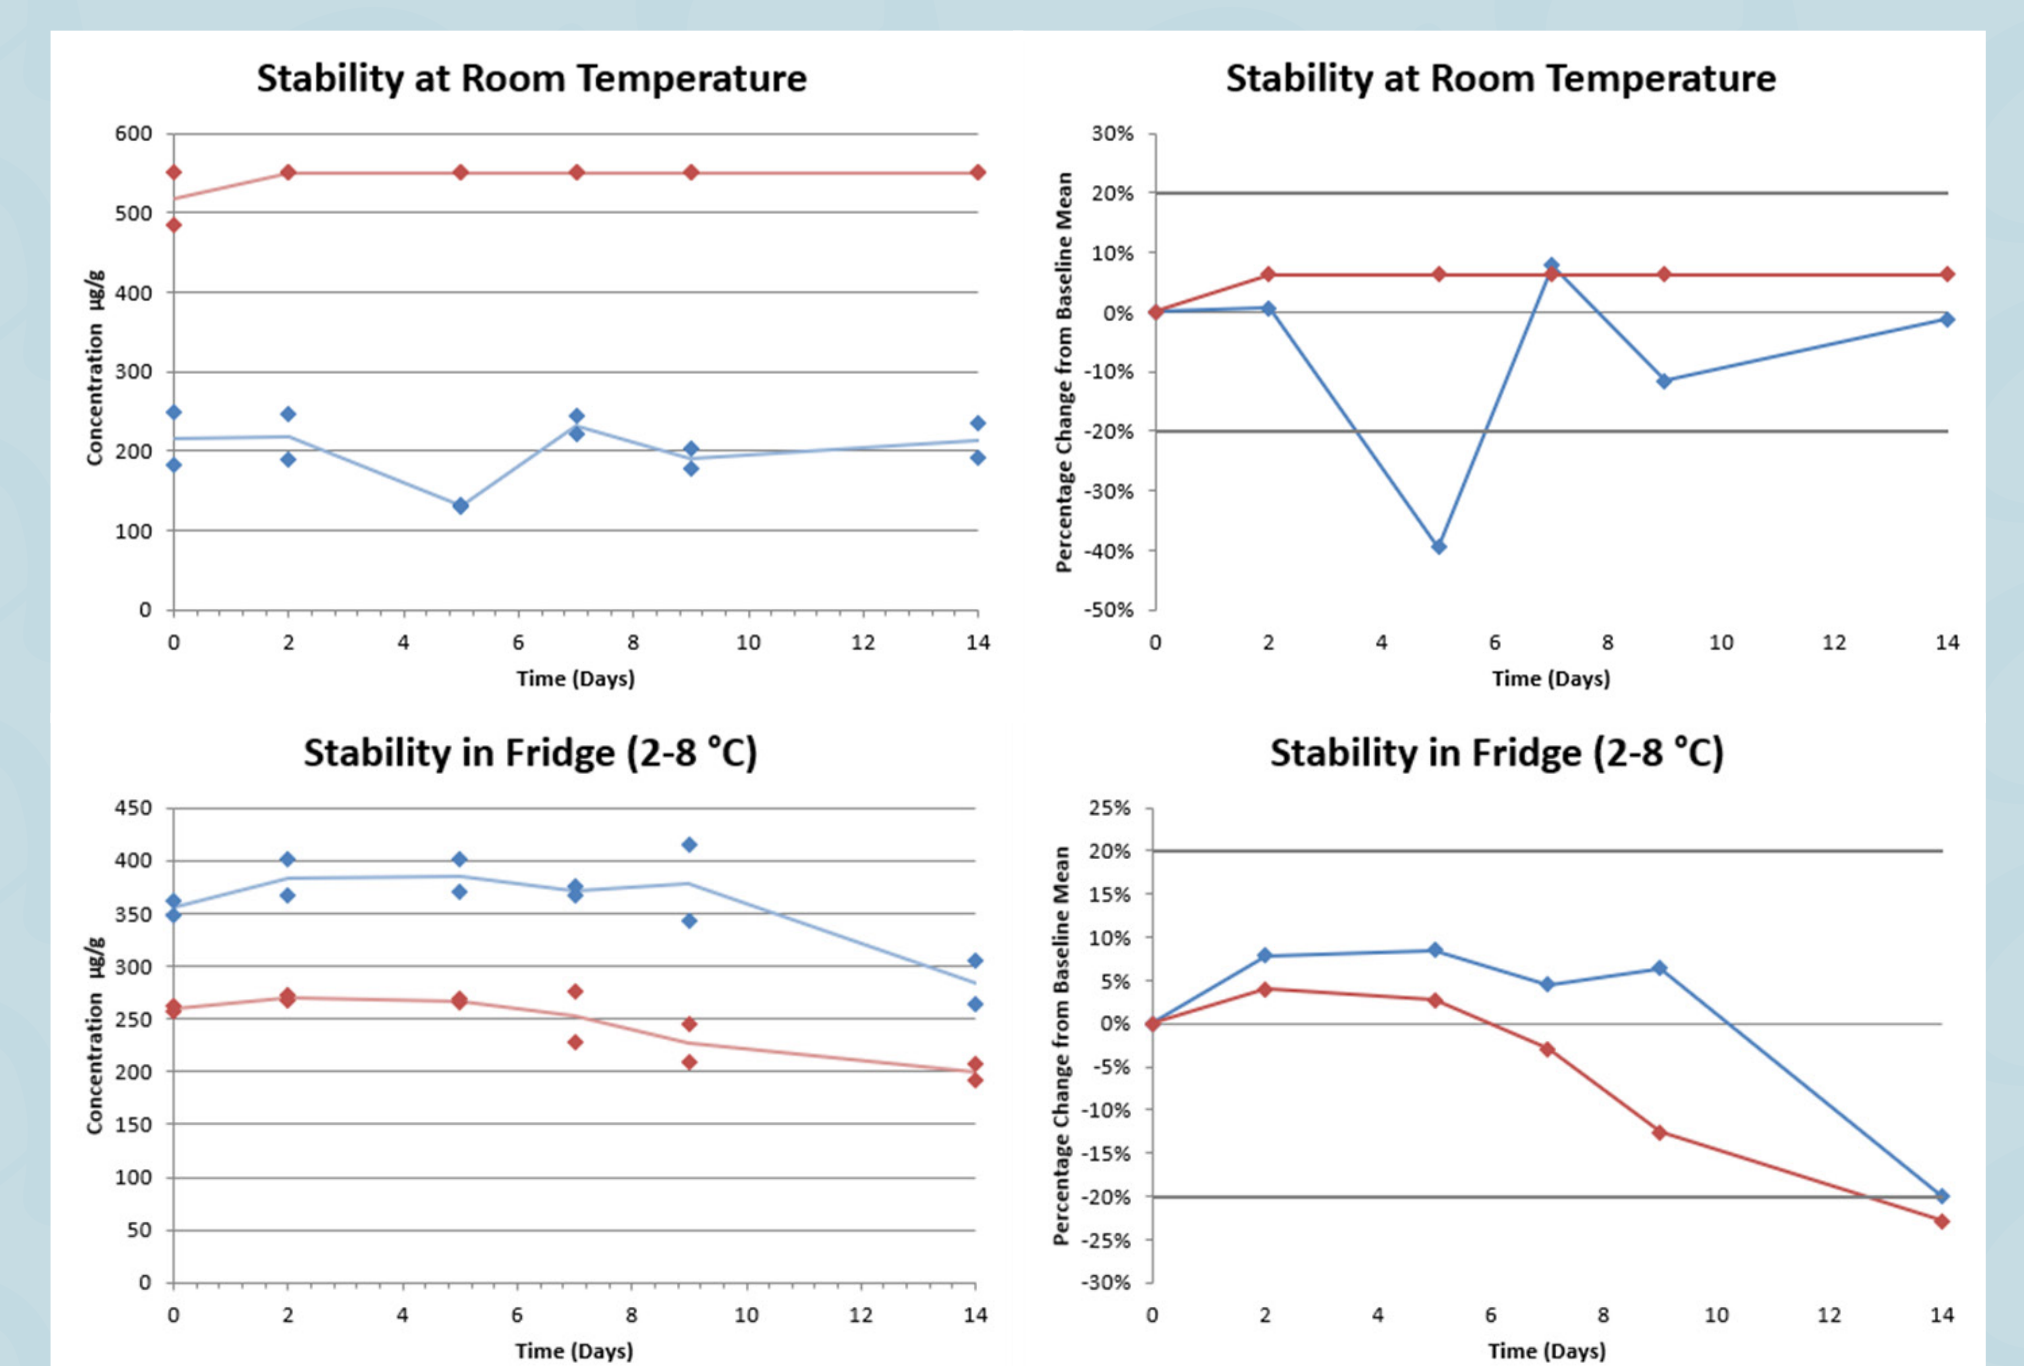 Stability at Room Temperature
600
500
400
300
200
100
0
Concentration µg/g
0 2 4 6 8 10 12 14
Time (Days)
Stability at Room Temperature
30%
20%
10%
0%
-10%
-20%
-30%
-40%
-50%
Percentage Change from Baseline Mean
0 2 4 6 8 10 12 14
Time (Days)
Stability in Fridge (2-8 °C)
450
400
350
300
250
200
150
100
50
0
Concentration µg/g
0 2 4 6 8 10 12 14
Time (Days)
Stability in Fridge (2-8 °C)
25%
20%
15%
10%
5%
0%
-5%
-10%
-15%
-20%
-25%
-30%
Percentage Change from Baseline Mean
0 2 4 6 8 10 12 14
Time (Days)